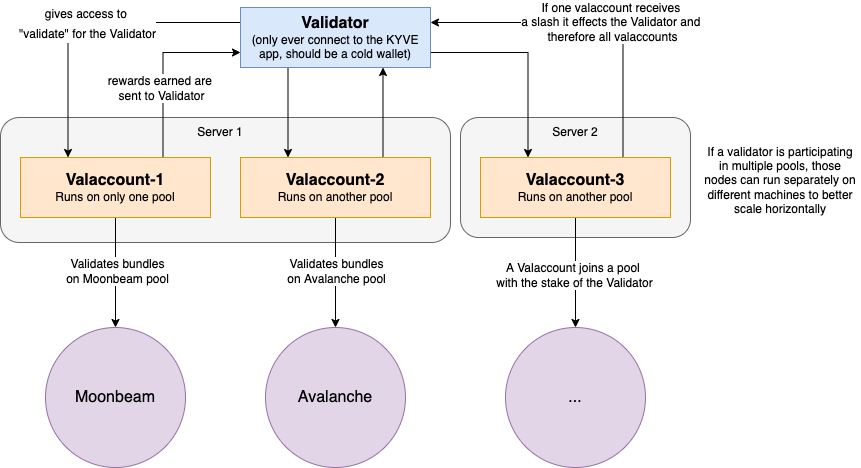 gives access to
"validate" for the Validator
Validator
(only ever connect to the KYVE
app, should be a cold wallet)
If one valaccount receives
a slash it effects the Validator and
therefore all valaccounts
rewards earned are
sent to Validator
Server 1
Server 2
Valaccount-1
Runs on only one pool
Valaccount-2
Runs on another pool
Valaccount-3
Runs on another pool
If a validator is participating
in multiple pools, those
nodes can run separately on
different machines to better
scale horizontally
Validates bundles
on Moonbeam pool
Validates bundles
on Avalanche pool
A Valaccount joins a pool
with the stake of the Validator
Moonbeam
Avalanche
...